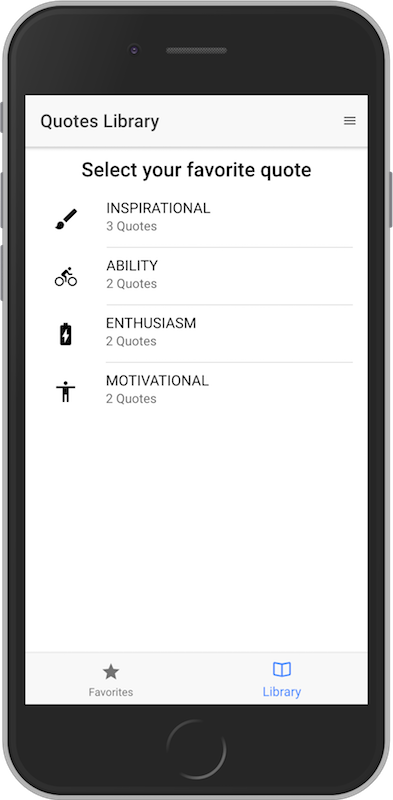 Quotes Library
Select your favorite quote
INSPIRATIONAL
3 Quotes
ABILITY
2 Quotes
ENTHUSIASM
2 Quotes
MOTIVATIONAL
2 Quotes
Favorites
Library